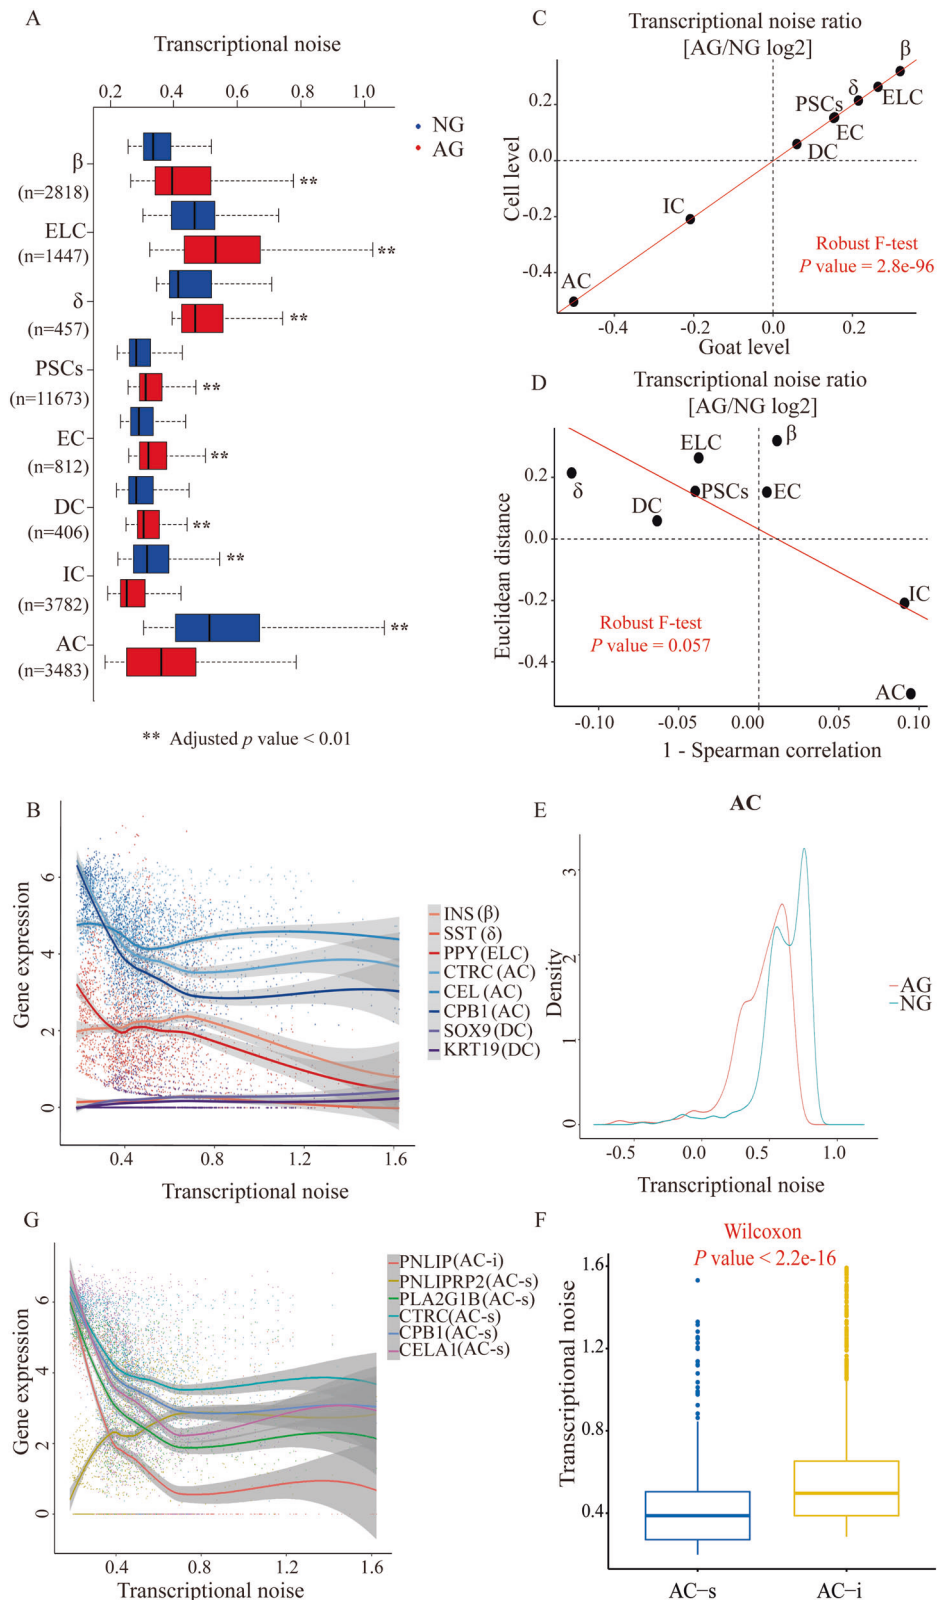 A
Transcriptional noise
0.2 0.4 0.6 0.8 1.0
NG
AG
β
(n=2818)
**
ELC
(n=1447)
**
δ
(n=457)
**
PSCs
(n=11673)
**
EC
(n=812)
**
DC
(n=406)
**
IC
(n=3782)
**
AC
(n=3483)
**
** Adjusted p value < 0.01
C
Transcriptional noise ratio
[AG/NG log2]
Cell level
0.2
0.0
-0.2
-0.4
β
δ
ELC
PSCs
EC
DC
IC
AC
Robust F-test
P value = 2.8e-96
-0.4 -0.2 0.0 0.2
Goat level
D
Transcriptional noise ratio
[AG/NG log2]
Euclidean distance
0.2
0.0
-0.2
-0.4
β
ELC
δ
PSCs
EC
DC
IC
AC
Robust F-test
P value = 0.057
-0.10 -0.05 0.00 0.05 0.10
1 - Spearman correlation
B
Gene expression
6
4
2
0
0.4 0.8 1.2 1.6
Transcriptional noise
INS (β)
SST (δ)
PPY (ELC)
CTRC (AC)
CEL (AC)
CPB1(AC)
SOX9 (DC)
KRT19(DC)
E
AC
Density
3
2
1
0
-0.5 0.0 0.5 1.0
Transcriptional noise
AG
NG
G
Gene expression
6
4
2
0
0.4 0.8 1.2 1.6
Transcriptional noise
PNLIP(AC-i)
PNLIPRP2(AC-s)
PLA2G1B(AC-s)
CTRC(AC-s)
CPB1(AC-s)
CELA1(AC-s)
F
Wilcoxon
P value < 2.2e-16
Transcriptional noise
1.6
1.2
0.8
0.4
AC-s AC-i